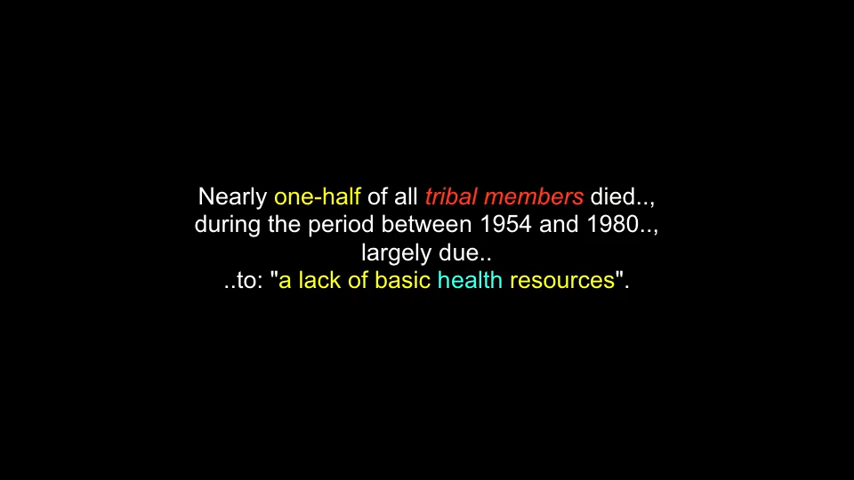 Nearly one-half of all tribal members died..,
during the period between 1954 and 1980..,
largely due..
..to: "a lack of basic health resources".